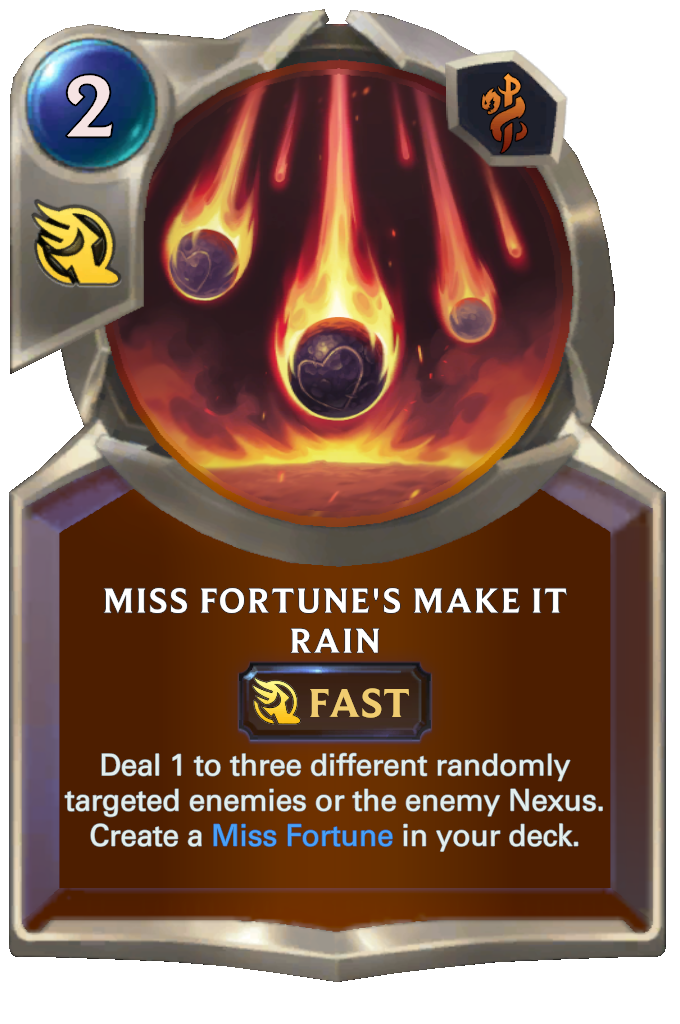 2
MISS FORTUNE'S MAKE IT
RAIN
FAST
Deal 1 to three different randomly
targeted enemies or the enemy Nexus.
Create a Miss Fortune in your deck.